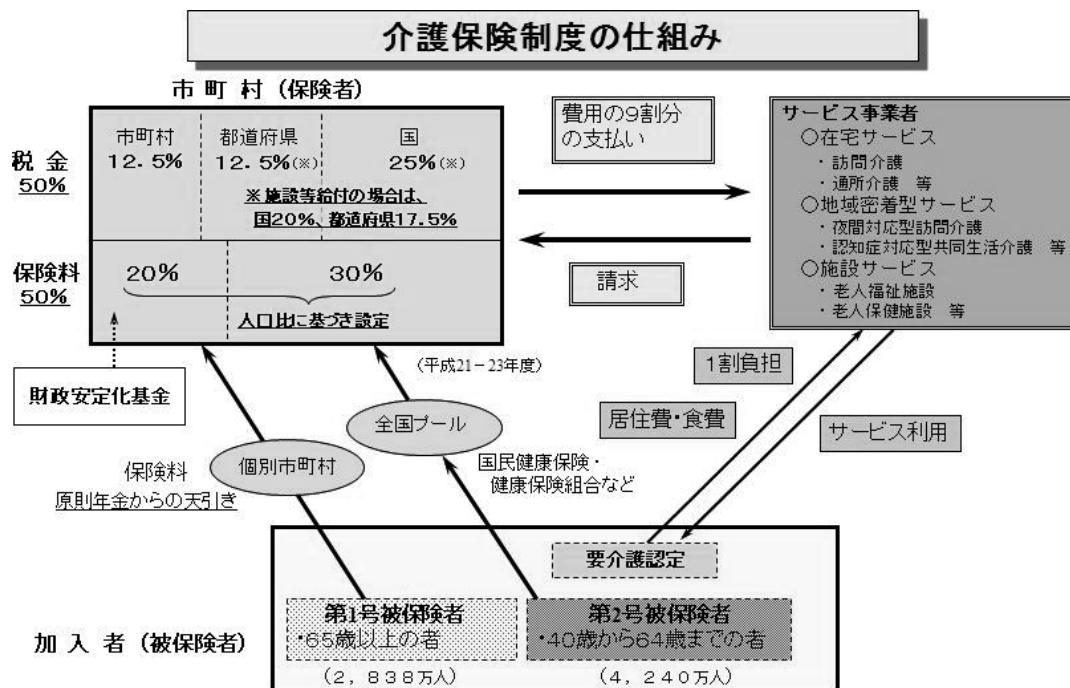 介護保険制度の仕組み
市 町 村 (保険者)
税 金
50%
市町村
12.5%
都道府県
12.5%(※)
国
25%(※)
※施設等給付の場合は、
国20%、都道府県17.5%
保険料
50%
20%
30%
人口比に基づき設定
(平成21-23年度)
財政安定化基金
費用の9割分
の支払い
請求
サービス事業者
○在宅サービス
・訪問介護
・通所介護 等
○地域密着型サービス
・夜間対応型訪問介護
・認知症対応型共同生活介護 等
○施設サービス
・老人福祉施設
・老人保健施設 等
1割負担
居住費・食費
サービス利用
全国プール
国民健康保険・
健康保険組合など
個別市町村
保険料
原則年金からの天引き
要介護認定
加 入 者 (被保険者)
第1号被保険者
・65歳以上の者
(2,838万人)
第2号被保険者
・40歳から64歳までの者
(4,240万人)